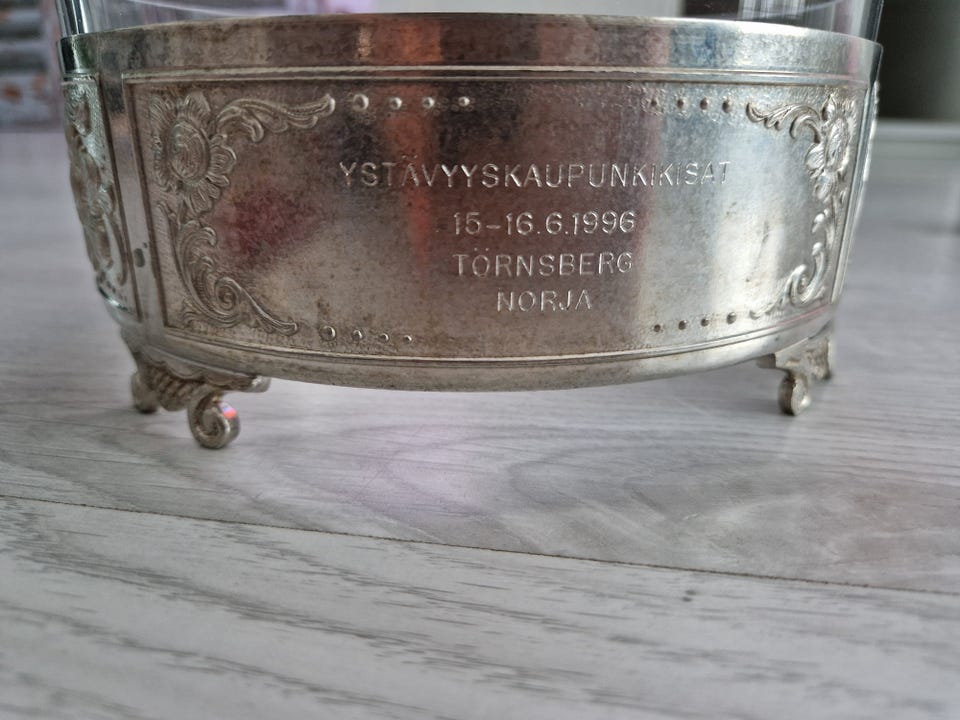 YSTÄVYYSKAUPUNKIKISAT
15-16.6.1996
TÖRNSBERG
NORJA